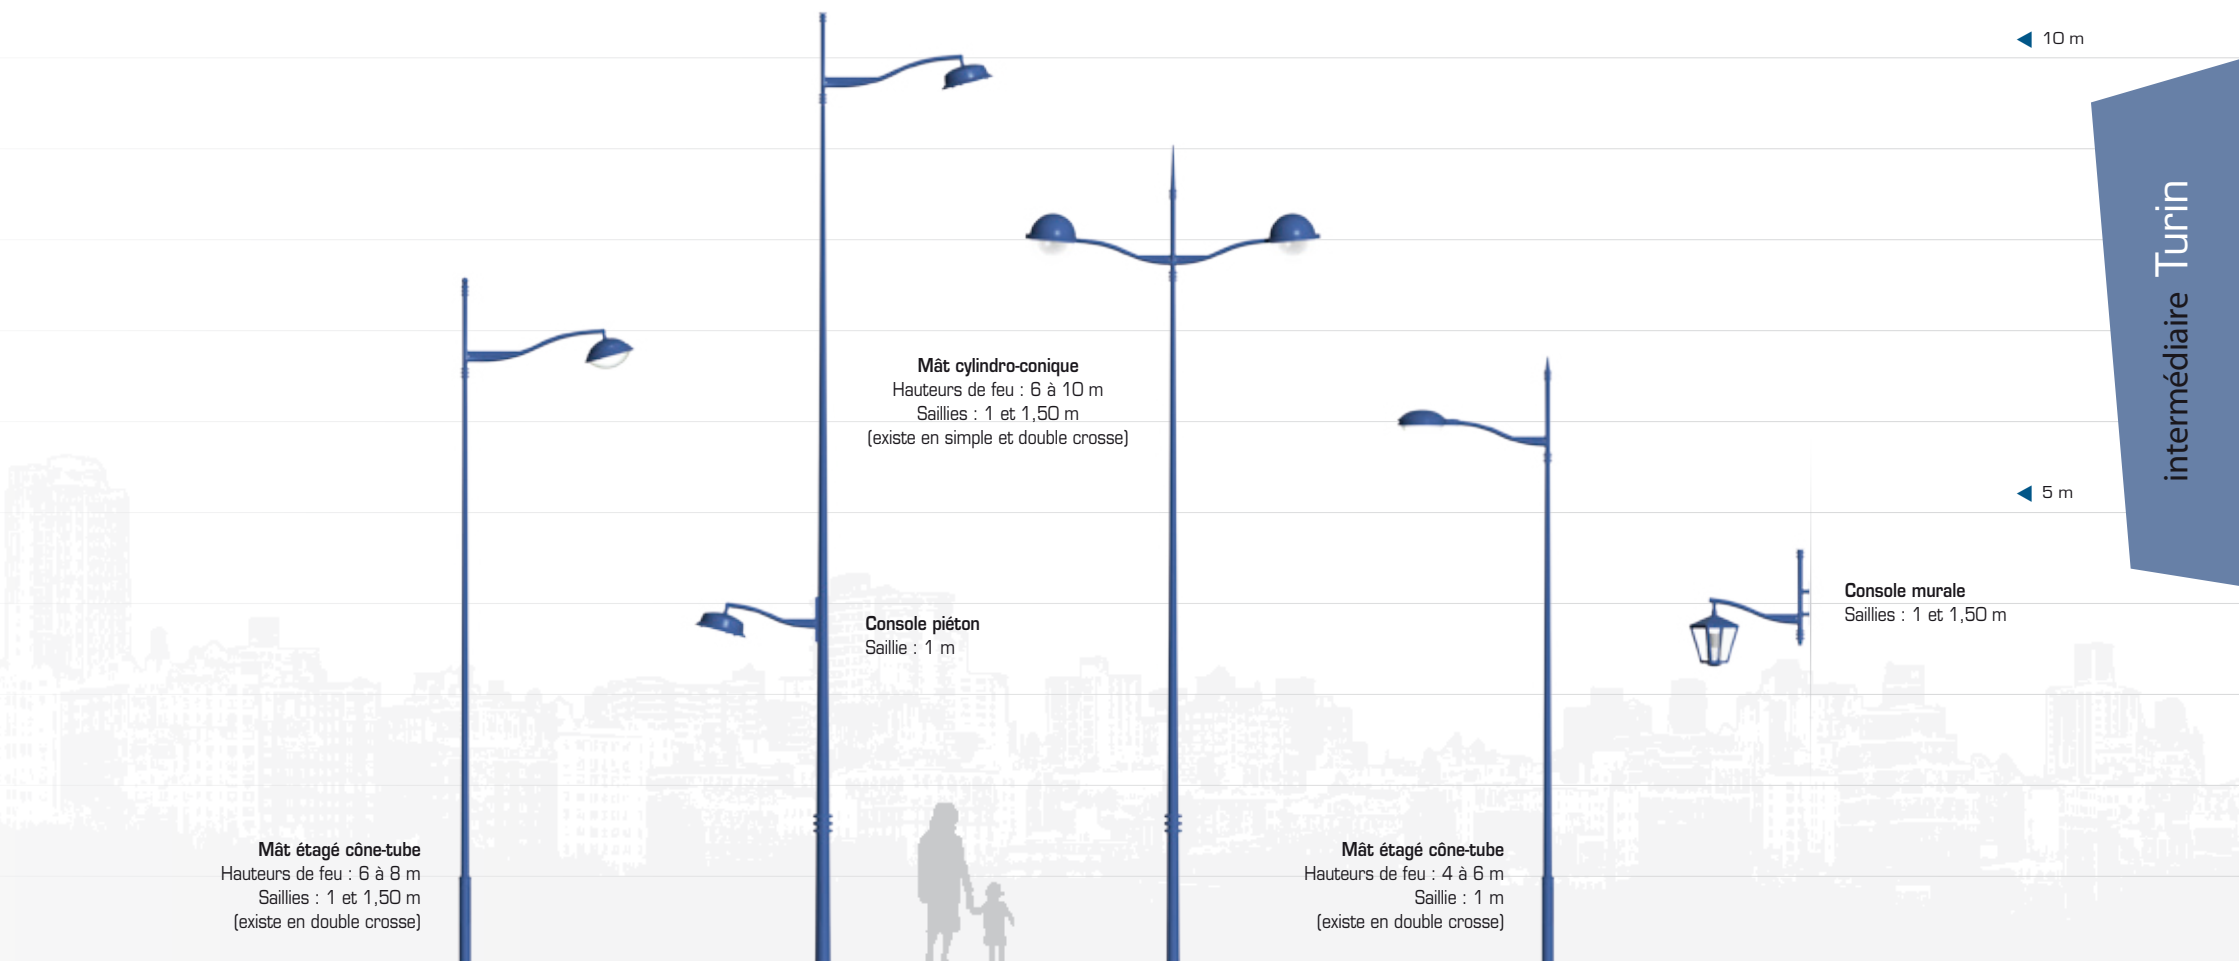 10 m
intermédiaire Turin
Mât cylindro-conique
Hauteurs de feu : 6 à 10 m
Saillies : 1 et 1,50 m
(existe en simple et double crosse)
5 m
Console murale
Saillies : 1 et 1,50 m
Console piéton
Saillie : 1 m
Mât étagé cône-tube
Hauteurs de feu : 6 à 8 m
Saillies : 1 et 1,50 m
(existe en double crosse)
Mât étagé cône-tube
Hauteurs de feu : 4 à 6 m
Saillie : 1 m
(existe en double crosse)